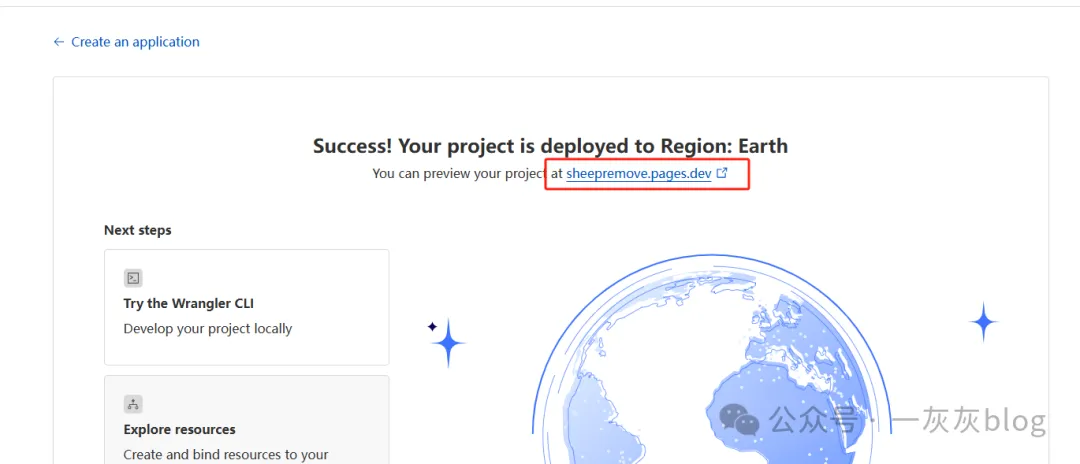 ← Create an application
Success! Your project is deployed to Region: Earth
You can preview your project at sheepremove.pages.dev
Next steps
Try the Wrangler CLI
Develop your project locally
Explore resources
Create and bind resources to your
公众号 · 一灰灰blog